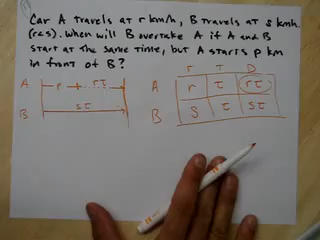 Car A travels at r km/h, B travels at s kmh.
(r<s). When will B overtake A if A and B
start at the same time, but A starts p km
in front of B?
A p + rt
B st
r T D
A r t rt
B s t st